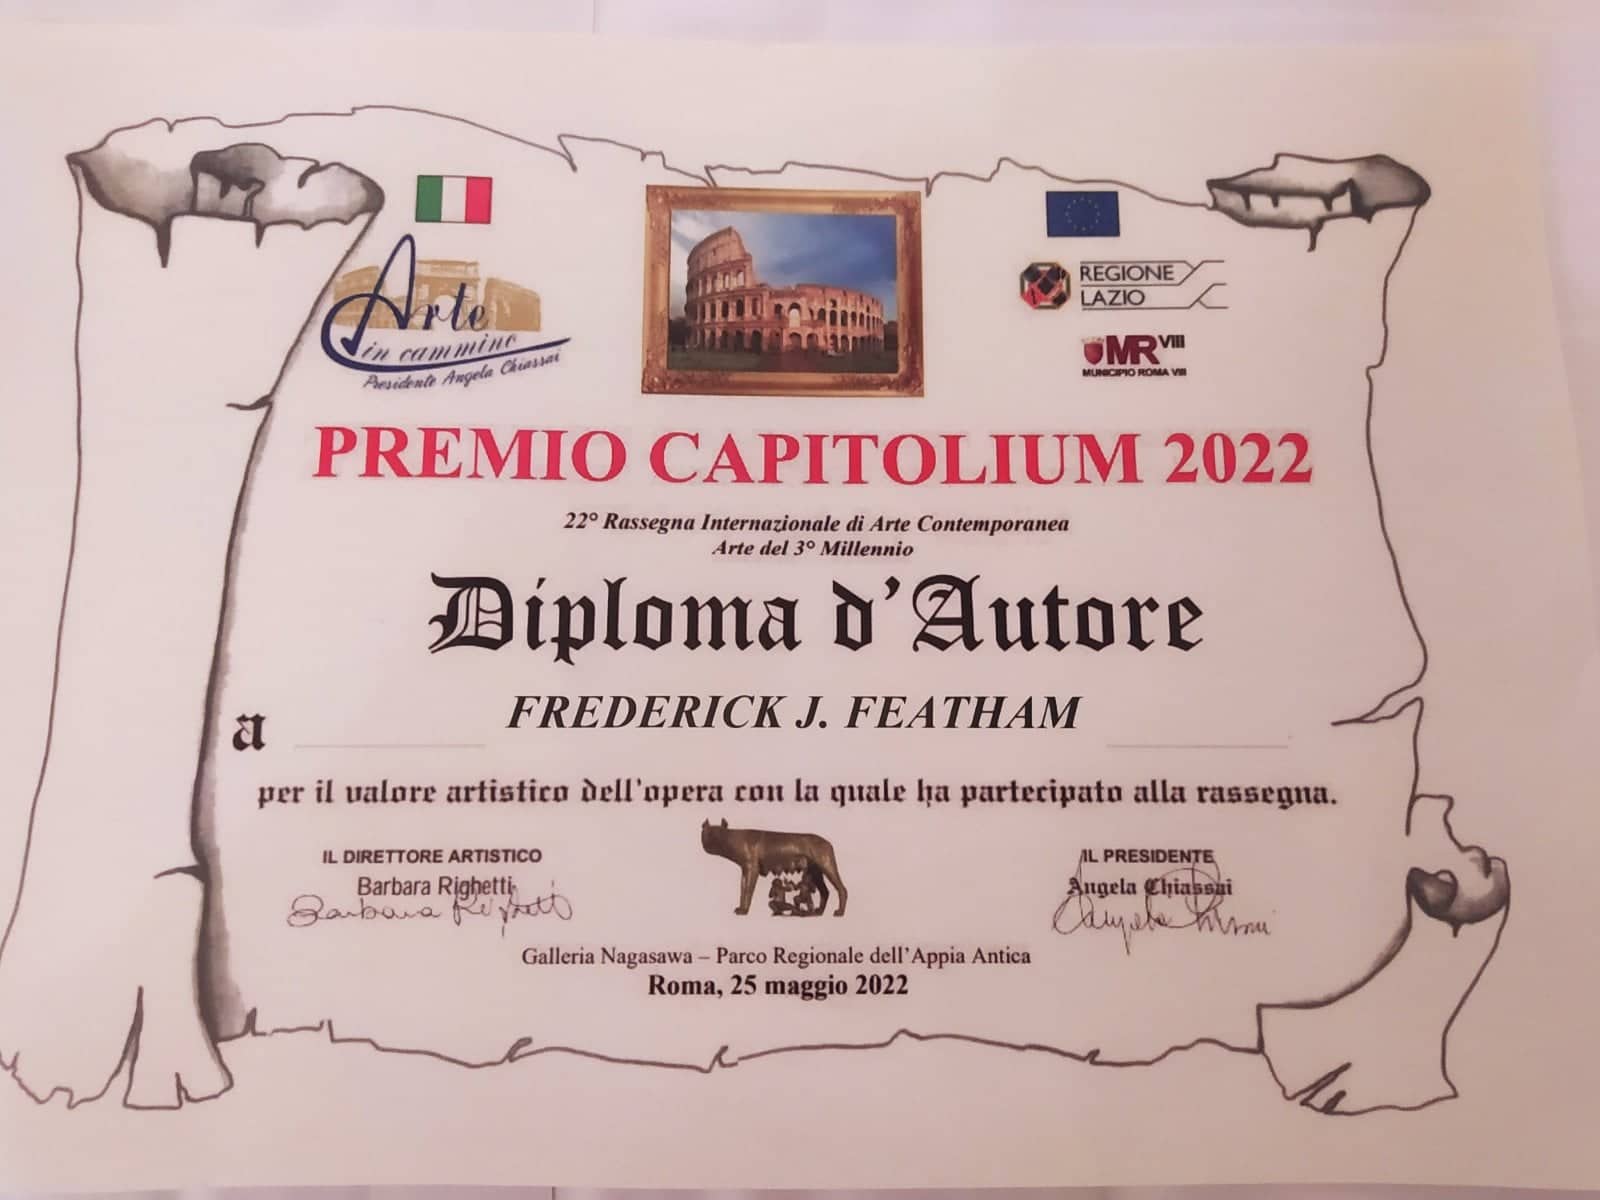 Arte
in cammino
Presidente Angela Chiassai
REGIONE
LAZIO
MR VIII
MUNICIPIO ROMA VIII
PREMIO CAPITOLIUM 2022
22° Rassegna Internazionale di Arte Contemporanea
Arte del 3° Millennio
Diploma d'Autore
a FREDERICK J. FEATHAM
per il valore artistico dell'opera con la quale ha partecipato alla rassegna.
IL DIRETTORE ARTISTICO
Barbara Righetti
Barbara Righetti
IL PRESIDENTE
Angela Chiassai
Galleria Nagasawa – Parco Regionale dell'Appia Antica
Roma, 25 maggio 2022